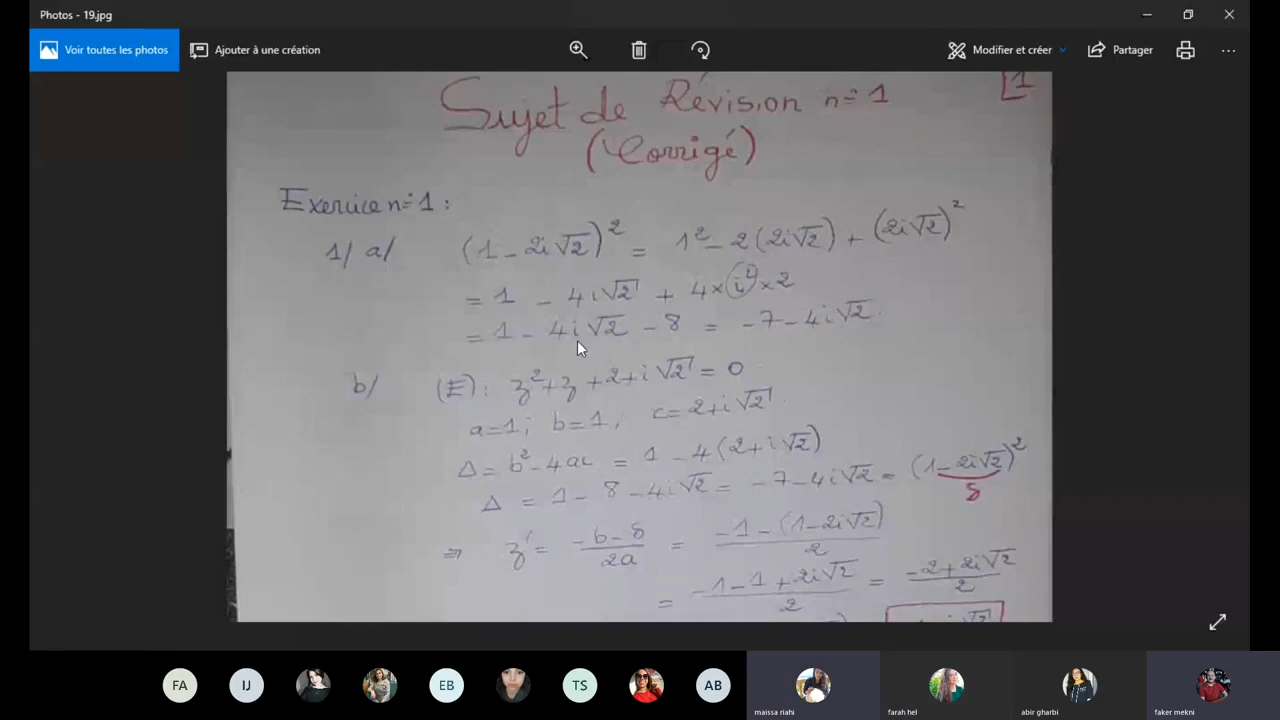 Photos - 19.jpg
Voir toutes les photos
Ajouter à une création
Modifier et créer
Partager
1
Sujet de Révision n=1
(Corrigé)
Exercice n=1 :
1/ a/ (1 - 2i√2)² = 1² - 2(2i√2) + (2i√2)²
= 1 - 4i√2 + 4×i²×2
= 1 - 4i√2 - 8 = -7 - 4i√2.
b/ (E): z² + z + 2 + i√2 = 0
a=1; b=1, c=2+i√2.
Δ = b² - 4ac = 1 - 4(2+i√2)
Δ = 1 - 8 - 4i√2 = -7 - 4i√2 = (1 - 2i√2)²
δ
⇒ z' = (-b-δ)/2a = (-1-(1-2i√2))/2
= (-1-1+2i√2)/2 = (-2+2i√2)/2
FA IJ EB TS AB
maissa riahi farah hel abir gharbi faker mekni